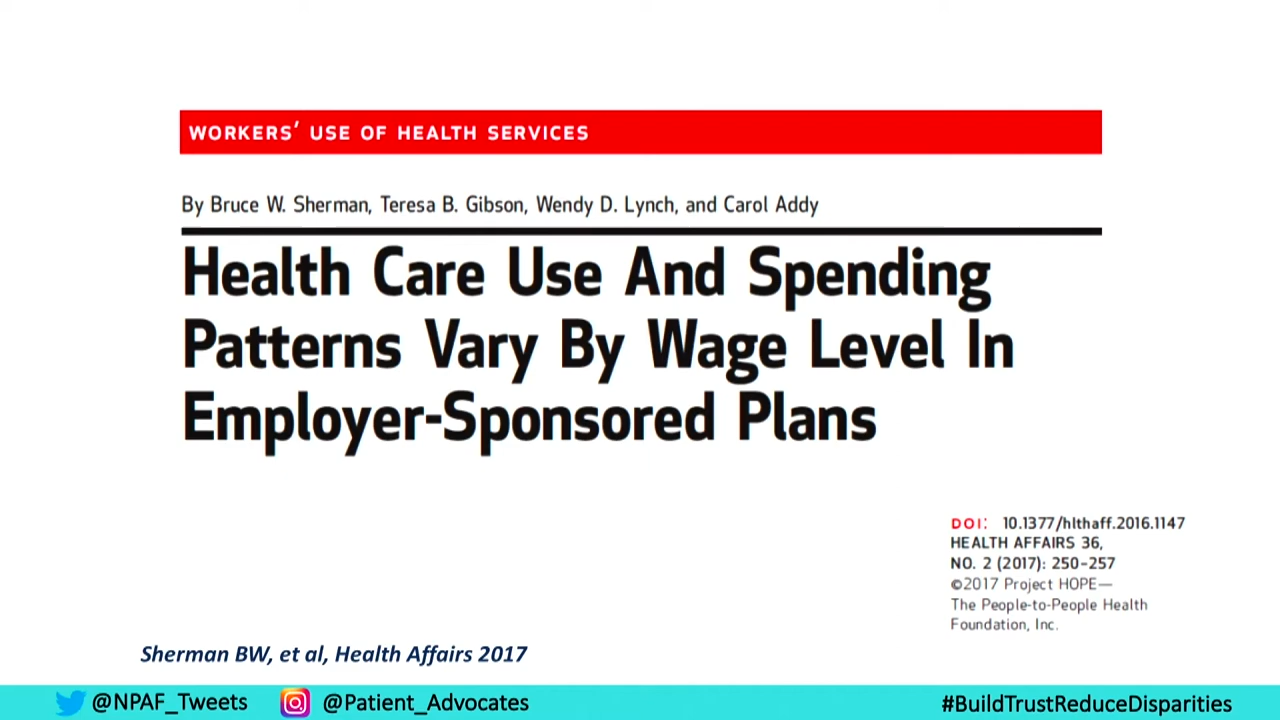 WORKERS' USE OF HEALTH SERVICES
By Bruce W. Sherman, Teresa B. Gibson, Wendy D. Lynch, and Carol Addy
Health Care Use And Spending
Patterns Vary By Wage Level In
Employer-Sponsored Plans
DOI: 10.1377/hlthaff.2016.1147
HEALTH AFFAIRS 36,
NO. 2 (2017): 250–257
©2017 Project HOPE—
The People-to-People Health
Foundation, Inc.
Sherman BW, et al, Health Affairs 2017
@NPAF_Tweets @Patient_Advocates #BuildTrustReduceDisparities